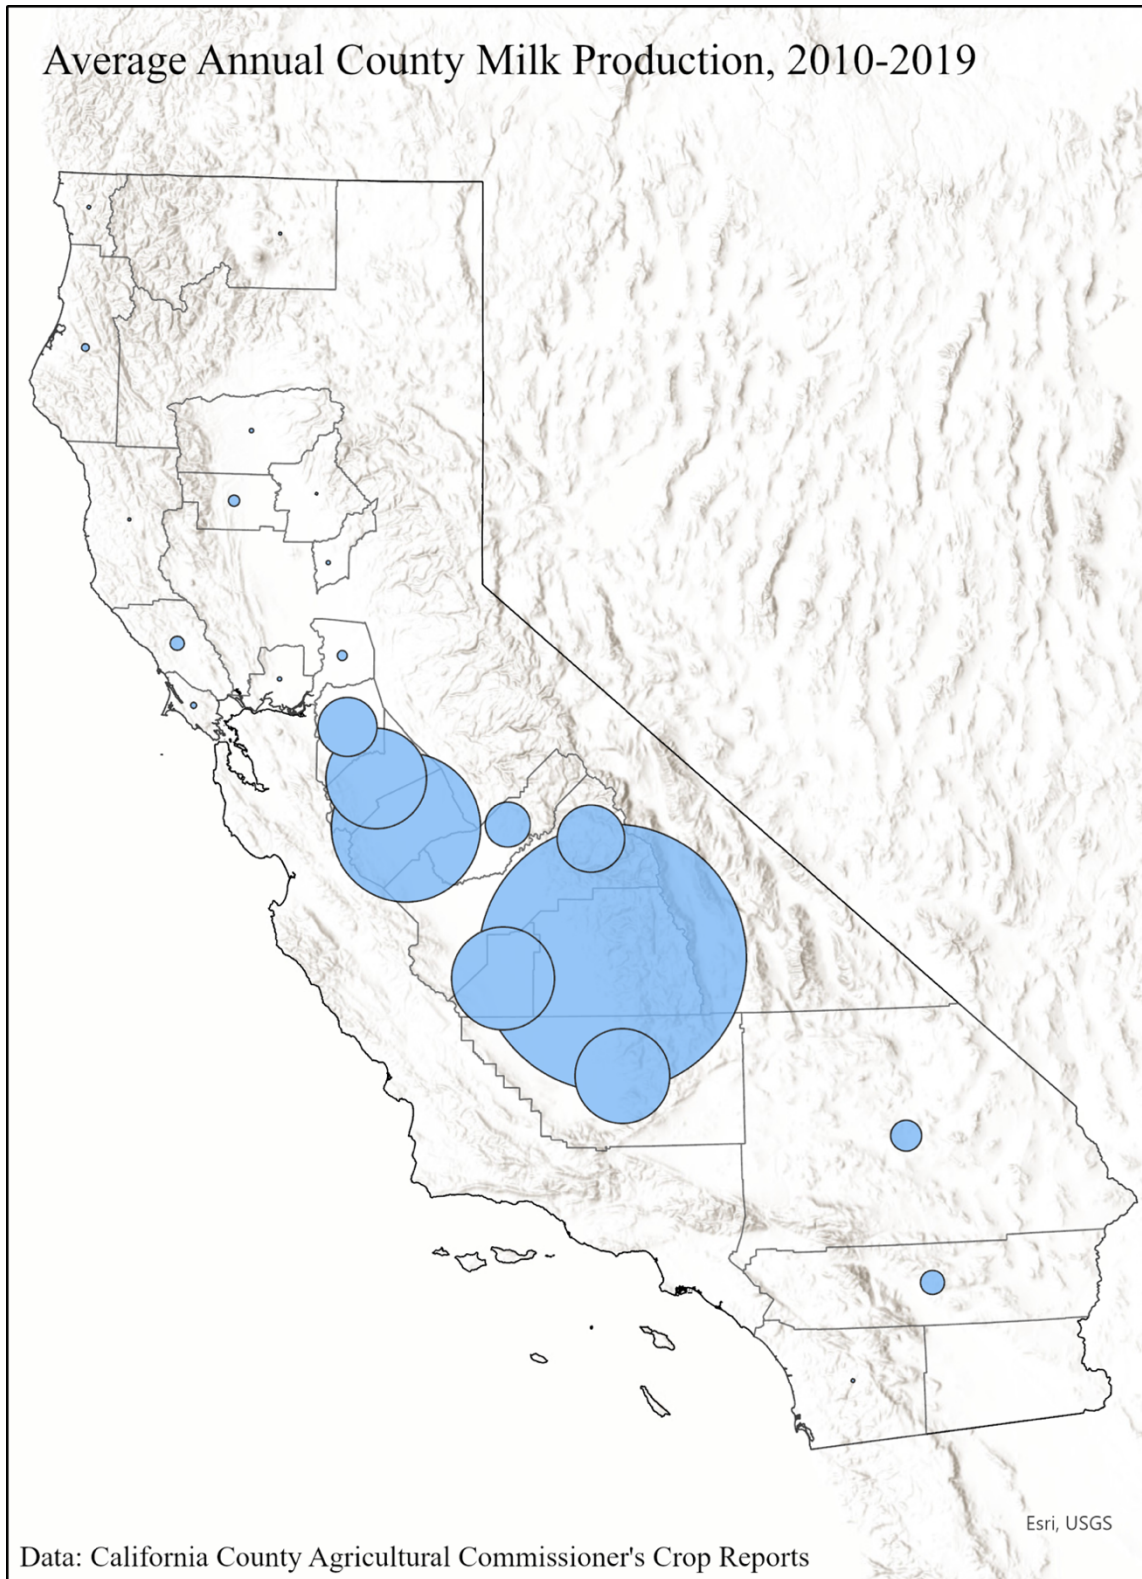 Average Annual County Milk Production, 2010-2019
Esri, USGS
Data: California County Agricultural Commissioner's Crop Reports